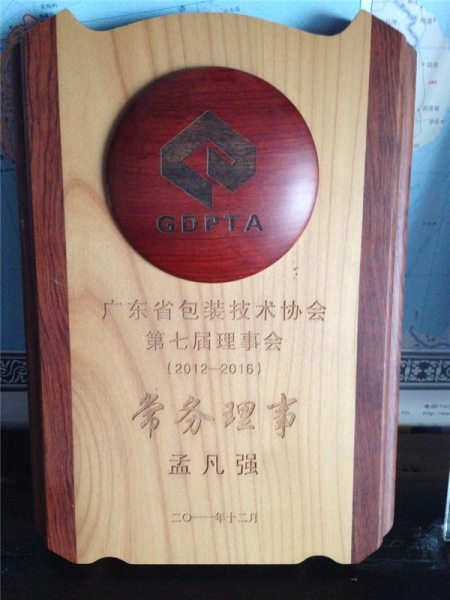 GDPTA
广东省包装技术协会
第七届理事会
(2012—2016)
常务理事
孟凡强
二〇一一年十二月